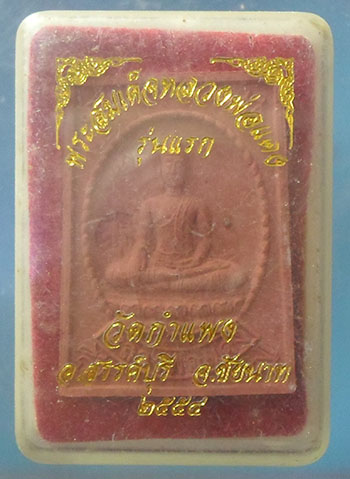 พระสมเด็จหลวงพ่อแดง
รุ่นแรก
วัดกำแพง
อ.สรรค์บุรี จ.ชัยนาท
๒๕๕๔